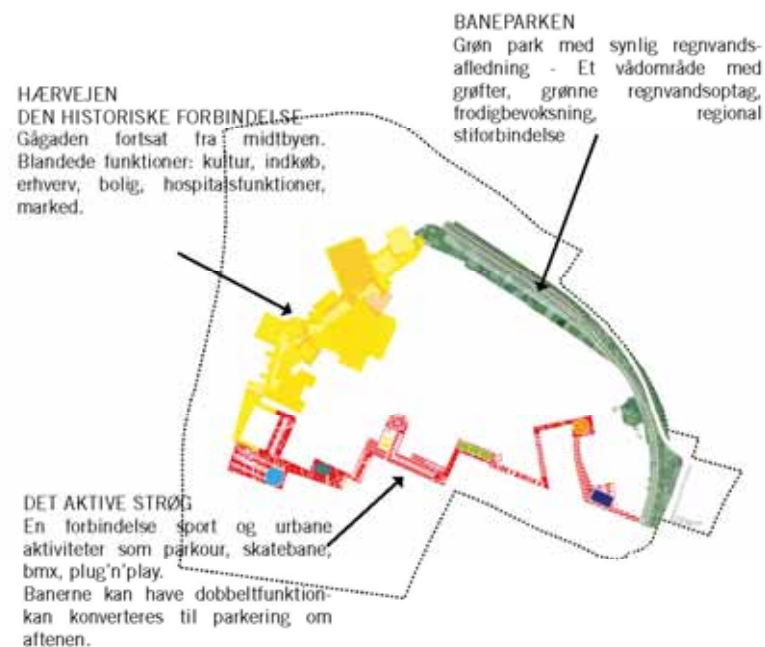 BANEPARKEN
Grøn park med synlig regnvands-
afledning - Et vådområde med
grøfter, grønne regnvandsoptag,
frodigbevoksning, regional
stiforbindelse
HÆRVEJEN
DEN HISTORISKE FORBINDELSE
Gågaden fortsat fra midtbyen.
Blandede funktioner: kultur, indkøb,
erhverv, bolig, hospitalsfunktioner,
marked.
DET AKTIVE STRØG
En forbindelse sport og urbane
aktiviteter som parkour, skatebane,
bmx, plug'n'play.
Banerne kan have dobbeltfunktion-
kan konverteres til parkering om
aftenen.